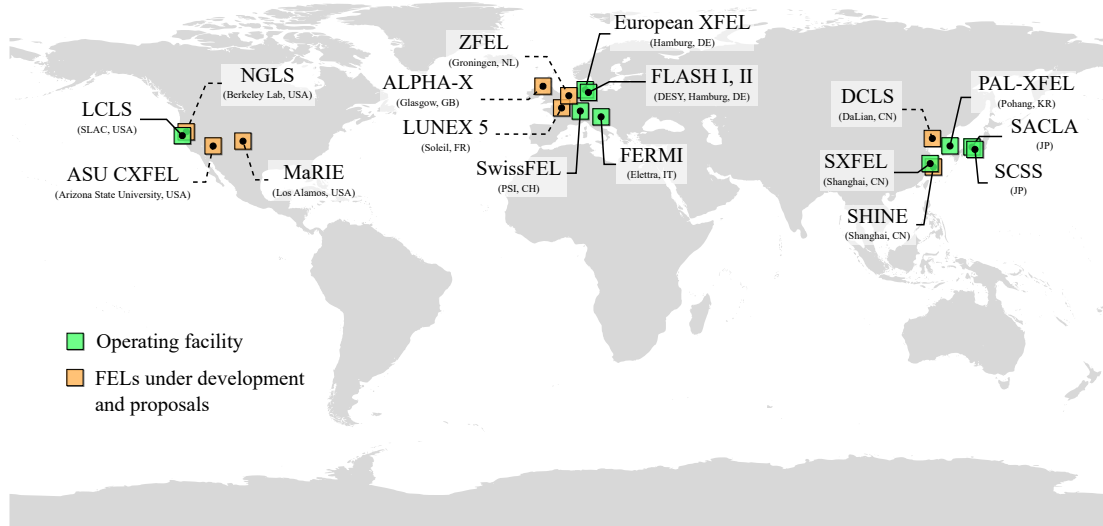 European XFEL
(Hamburg, DE)
ZFEL
(Groningen, NL)
NGLS
(Berkeley Lab, USA)
ALPHA-X
(Glasgow, GB)
FLASH I, II
(DESY, Hamburg, DE)
PAL-XFEL
(Pohang, KR)
DCLS
(DaLian, CN)
LCLS
(SLAC, USA)
LUNEX 5
(Soleil, FR)
SACLA
(JP)
FERMI
(Elettra, IT)
SwissFEL
(PSI, CH)
SXFEL
(Shanghai, CN)
SCSS
(JP)
ASU CXFEL
(Arizona State University, USA)
MaRIE
(Los Alamos, USA)
SHINE
(Shanghai, CN)
Operating facility
FELs under development
and proposals